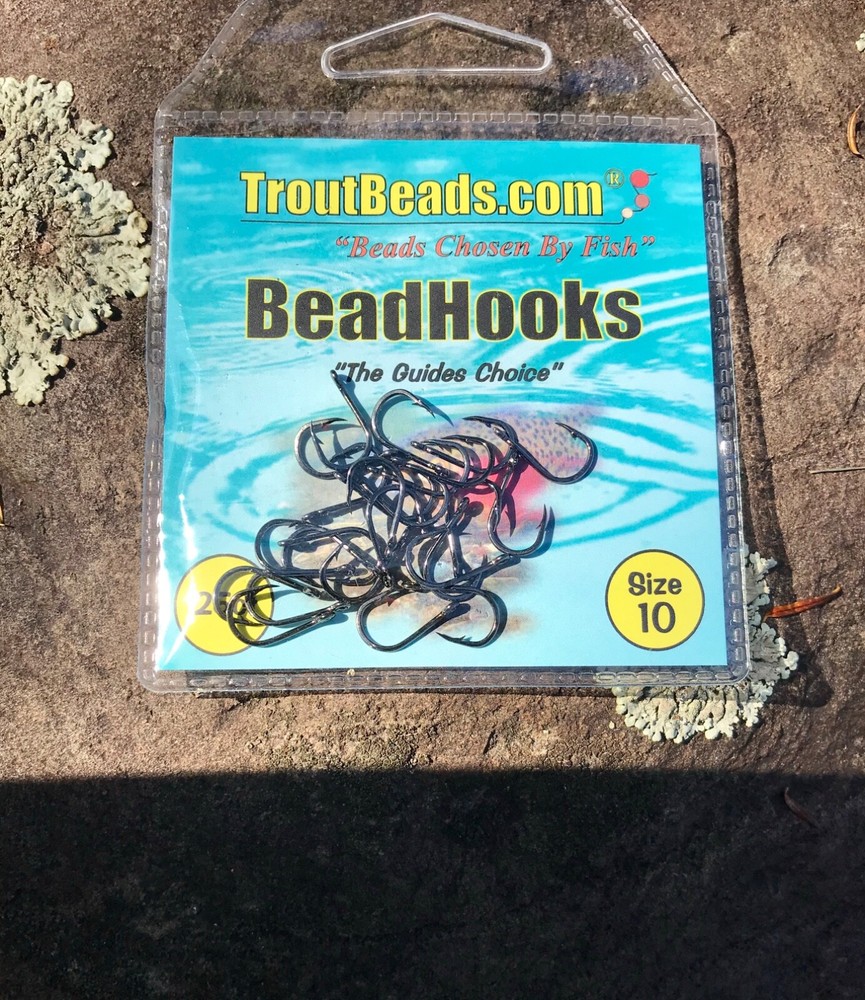 TroutBeads.com®
"Beads Chosen By Fish"
BeadHooks
"The Guides Choice"
Size
10